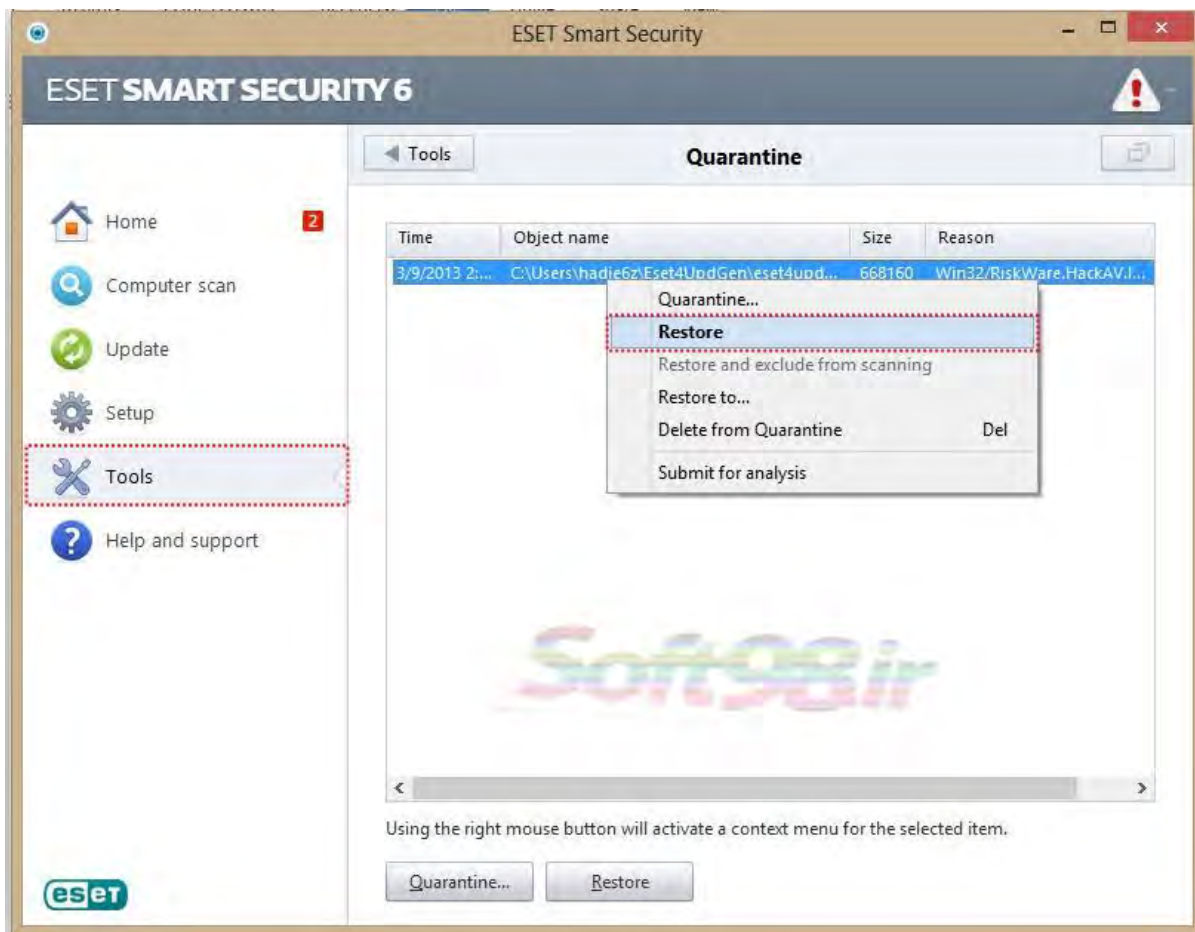 ESET Smart Security
ESET SMART SECURITY 6
Tools
Quarantine
Home
2
Computer scan
Update
Setup
Tools
Help and support
Time Object name Size Reason
3/9/2013 2:... C:\Users\hadie6z\Eset4UpdGen\eset4upd... 668160 Win32/RiskWare.HackAV.I...
Quarantine...
Restore
Restore and exclude from scanning
Restore to...
Delete from Quarantine Del
Submit for analysis
Soft98.ir
Using the right mouse button will activate a context menu for the selected item.
Quarantine... Restore
eset